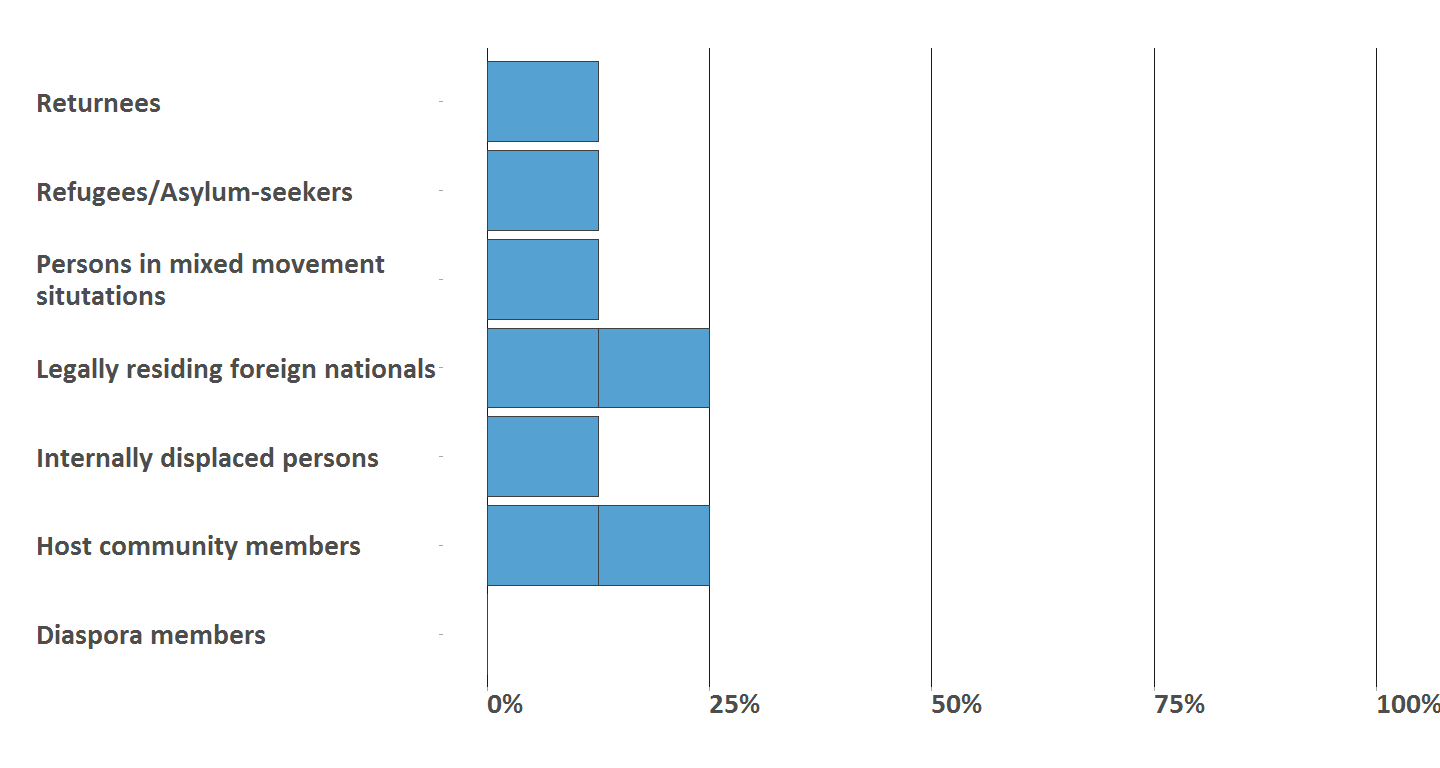 Returnees
Refugees/Asylum-seekers
Persons in mixed movement
situtations
Legally residing foreign nationals
Internally displaced persons
Host community members
Diaspora members
0% 25% 50% 75% 100%